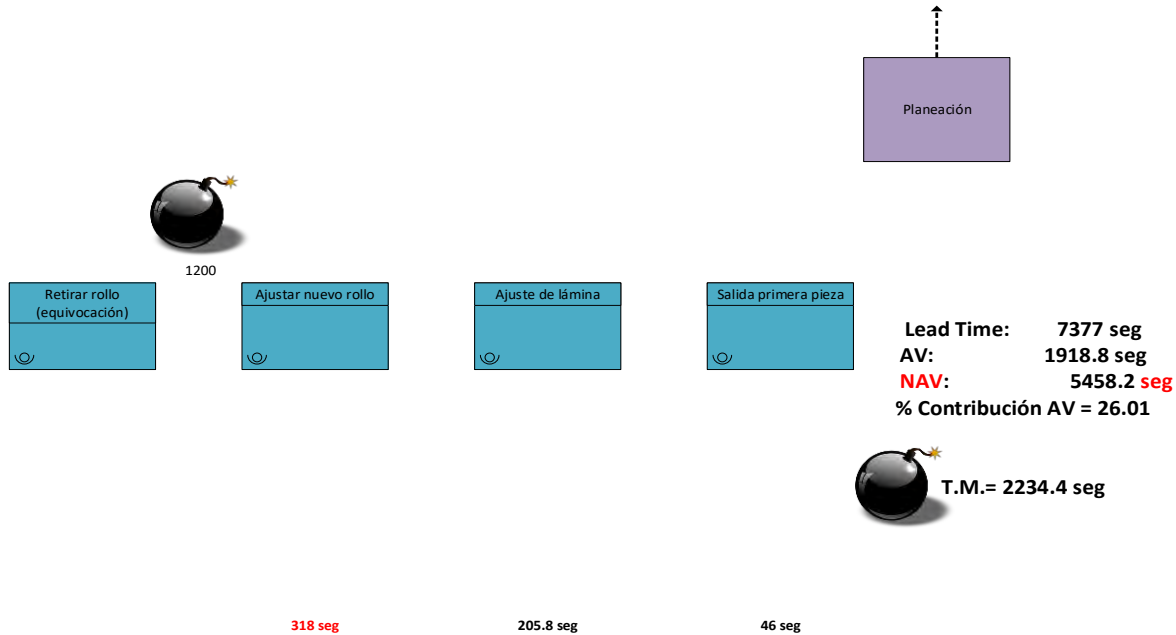 Planeación
1200
Retirar rollo
(equivocación)
Ajustar nuevo rollo
Ajuste de lámina
Salida primera pieza
Lead Time: 7377 seg
AV: 1918.8 seg
NAV: 5458.2 seg
% Contribución AV = 26.01
T.M.= 2234.4 seg
318 seg
205.8 seg
46 seg